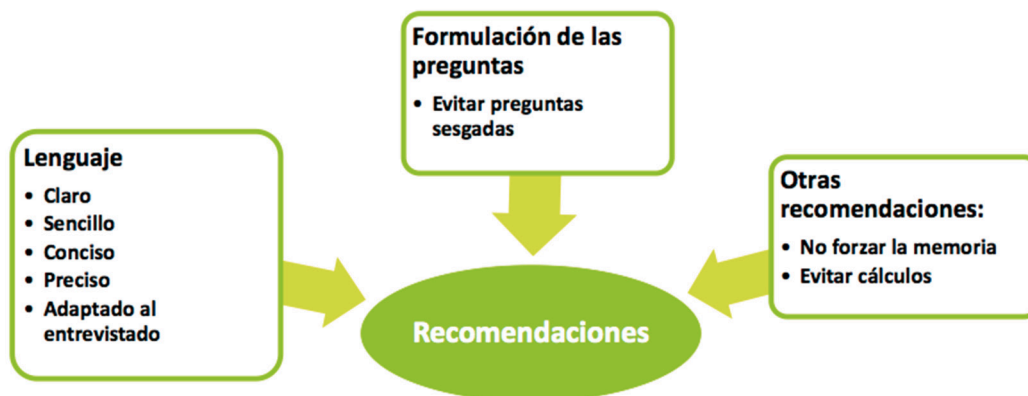 Formulación de las
preguntas
• Evitar preguntas
sesgadas
Lenguaje
• Claro
• Sencillo
• Conciso
• Preciso
• Adaptado al
entrevistado
Otras
recomendaciones:
• No forzar la memoria
• Evitar cálculos
Recomendaciones